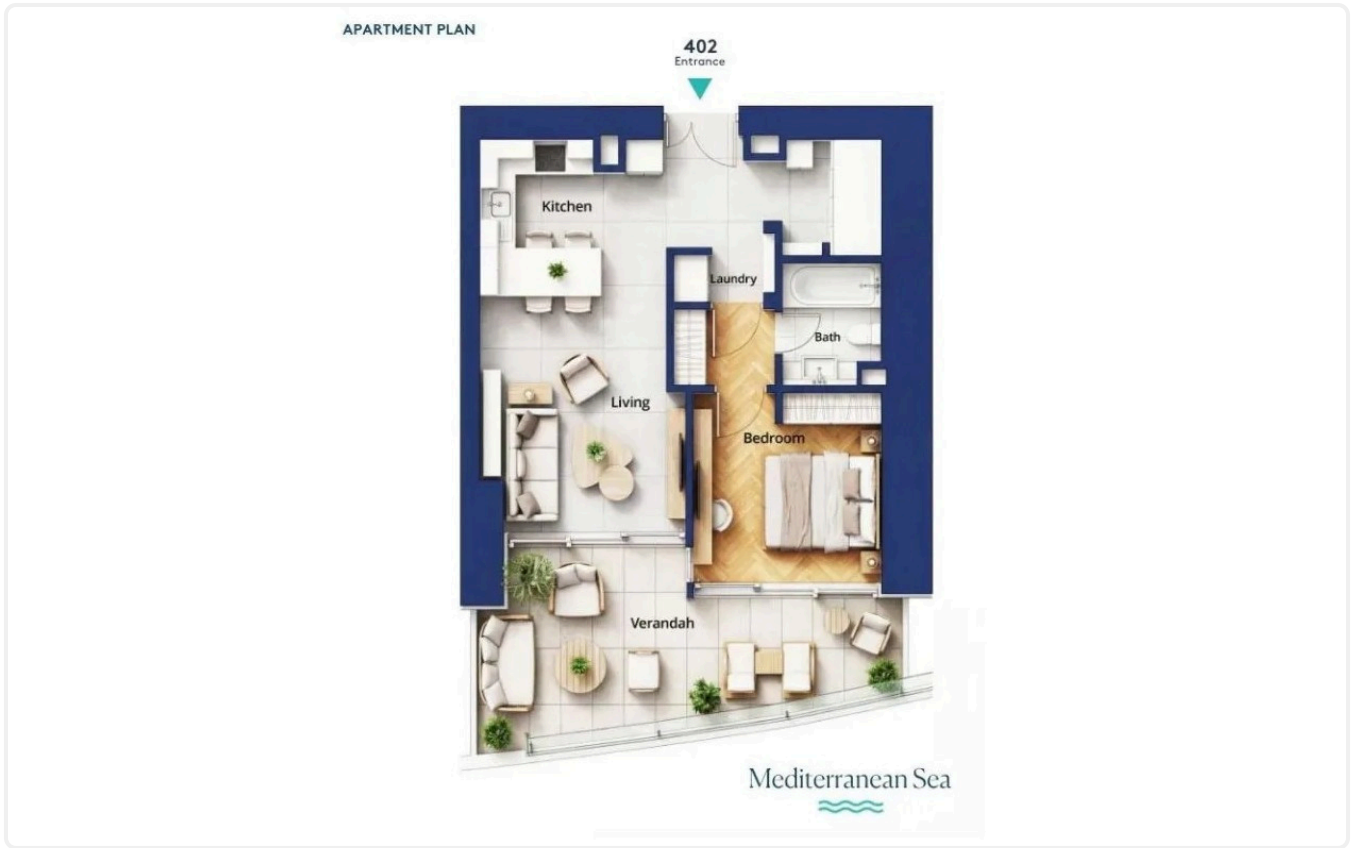 APARTMENT PLAN
402
Entrance
Kitchen
Laundry
Bath
Living
Bedroom
Verandah
Mediterranean Sea